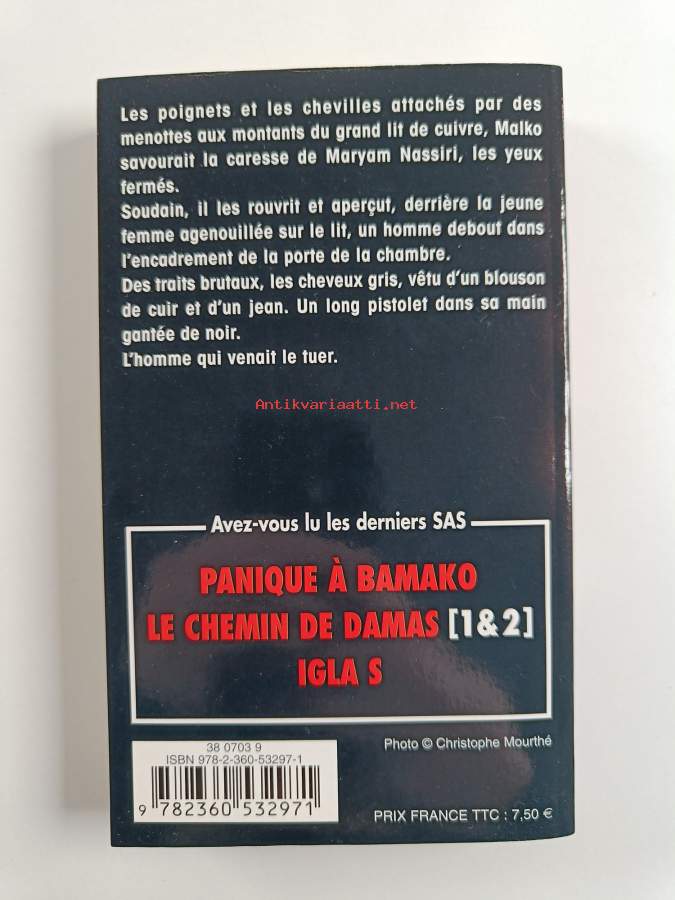 Les poignets et les chevilles attachés par des
menottes aux montants du grand lit de cuivre, Malko
savourait la caresse de Maryam Nassiri, les yeux
fermés.
Soudain, il les rouvrit et aperçut, derrière la jeune
femme agenouillée sur le lit, un homme debout dans
l'encadrement de la porte de la chambre.
Des traits brutaux, les cheveux gris, vêtu d'un blouson
de cuir et d'un jean. Un long pistolet dans sa main
gantée de noir.
L'homme qui venait le tuer.
Antikvariaatti.net
Avez-vous lu les derniers SAS
PANIQUE À BAMAKO
LE CHEMIN DE DAMAS [1 & 2]
IGLA S
38 0703 9
ISBN 978-2-360-53297-1
9 782360 532971
Photo © Christophe Mourthé
PRIX FRANCE TTC : 7,50 €